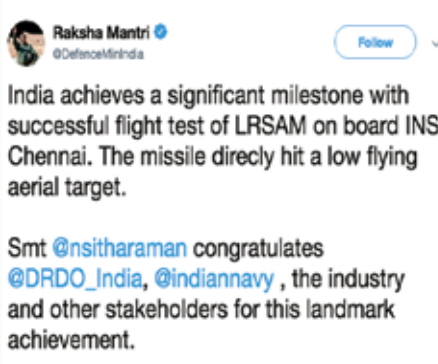 Raksha Mantri
@DefenceMinIndia
Follow
India achieves a significant milestone with
successful flight test of LRSAM on board INS
Chennai. The missile direcly hit a low flying
aerial target.
Smt @nsitharaman congratulates
@DRDO_India, @indiannavy , the industry
and other stakeholders for this landmark
achievement.